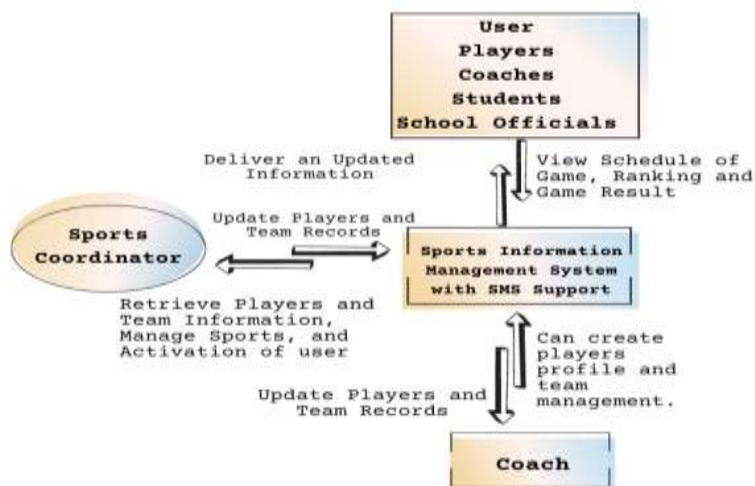 User
Players
Coaches
Students
School Officials
Deliver an Updated
Information
View Schedule of
Game, Ranking and
Game Result
Update Players and
Team Records
Sports
Coordinator
Sports Information
Management System
with SMS Support
Retrieve Players and
Team Information,
Manage Sports, and
Activation of user
Can create
players
profile and
team
management.
Update Players and
Team Records
Coach